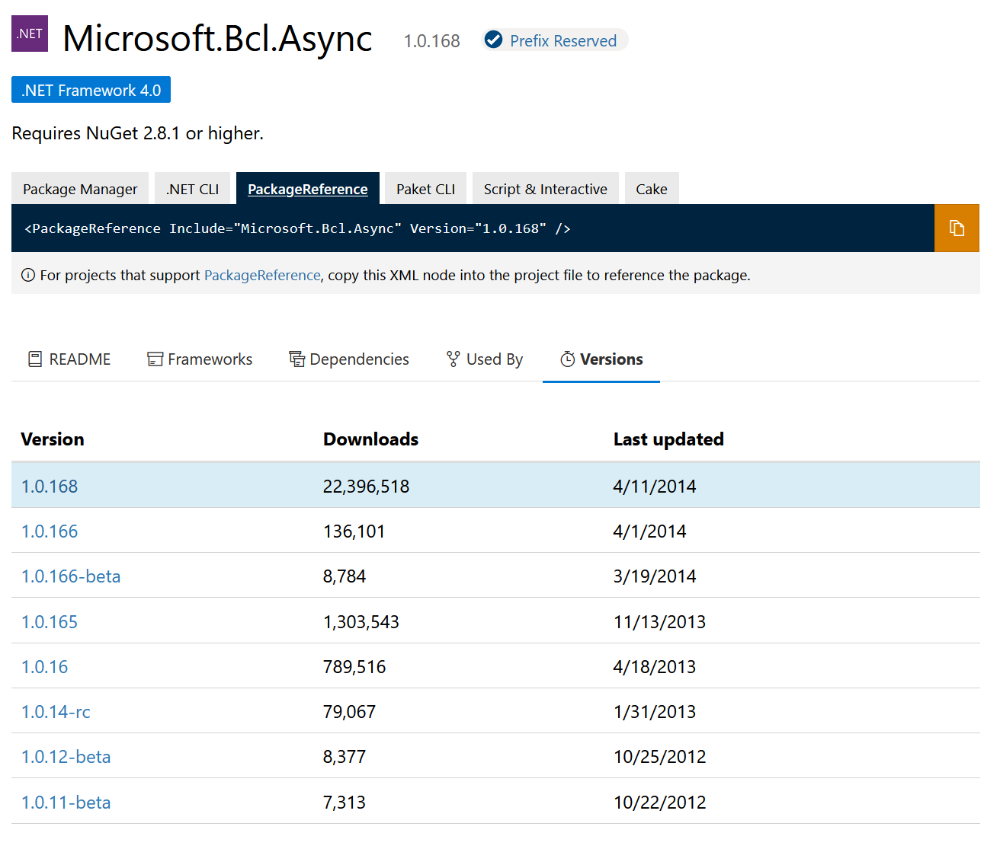 .NET Microsoft.Bcl.Async 1.0.168 Prefix Reserved
.NET Framework 4.0
Requires NuGet 2.8.1 or higher.
Package Manager .NET CLI PackageReference Paket CLI Script & Interactive Cake
<PackageReference Include="Microsoft.Bcl.Async" Version="1.0.168" />
For projects that support PackageReference, copy this XML node into the project file to reference the package.
README Frameworks Dependencies Used By Versions
Version Downloads Last updated
1.0.168 22,396,518 4/11/2014
1.0.166 136,101 4/1/2014
1.0.166-beta 8,784 3/19/2014
1.0.165 1,303,543 11/13/2013
1.0.16 789,516 4/18/2013
1.0.14-rc 79,067 1/31/2013
1.0.12-beta 8,377 10/25/2012
1.0.11-beta 7,313 10/22/2012